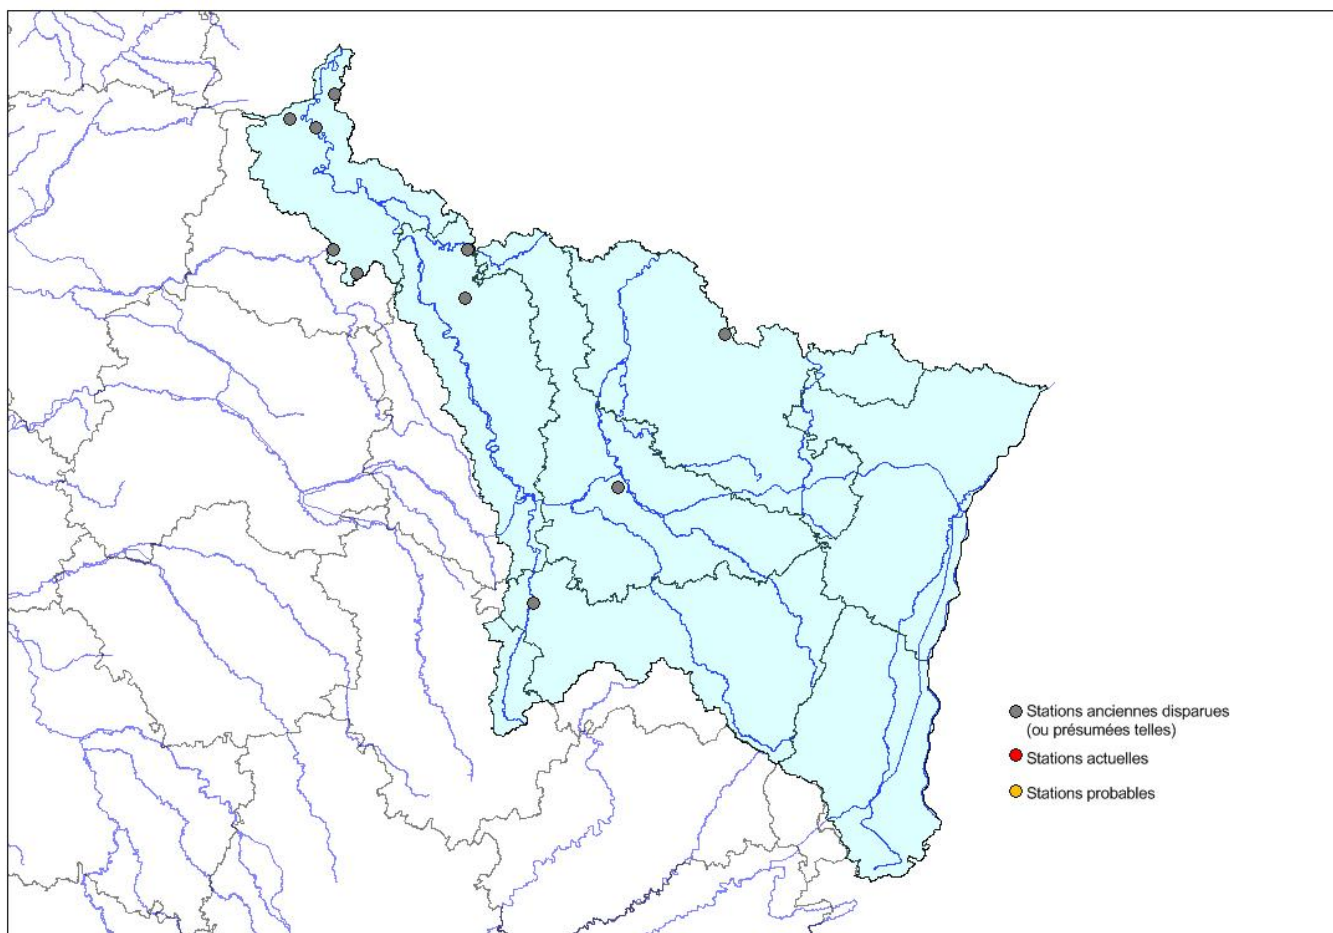 Stations anciennes disparues
(ou présumées telles)
Stations actuelles
Stations probables